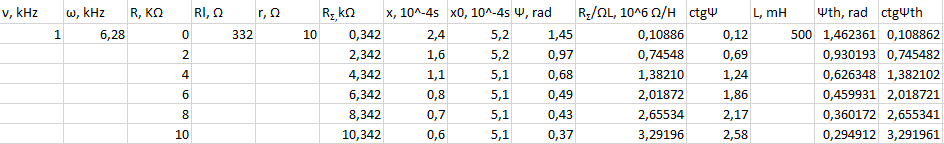 ν, kHz ω, kHz R, KΩ Rl, Ω r, Ω R_Σ,kΩ x, 10^-4s x0, 10^-4s Ψ, rad R_Σ/ΩL, 10^6 Ω/H ctgΨ L, mH Ψth, rad ctgΨth
1 6,28 0 332 10 0,342 2,4 5,2 1,45 0,10886 0,12 500 1,462361 0,108862
2 2,342 1,6 5,2 0,97 0,74548 0,69 0,930193 0,745482
4 4,342 1,1 5,1 0,68 1,38210 1,24 0,626348 1,382102
6 6,342 0,8 5,1 0,49 2,01872 1,86 0,459931 2,018721
8 8,342 0,7 5,1 0,43 2,65534 2,17 0,360172 2,655341
10 10,342 0,6 5,1 0,37 3,29196 2,58 0,294912 3,291961